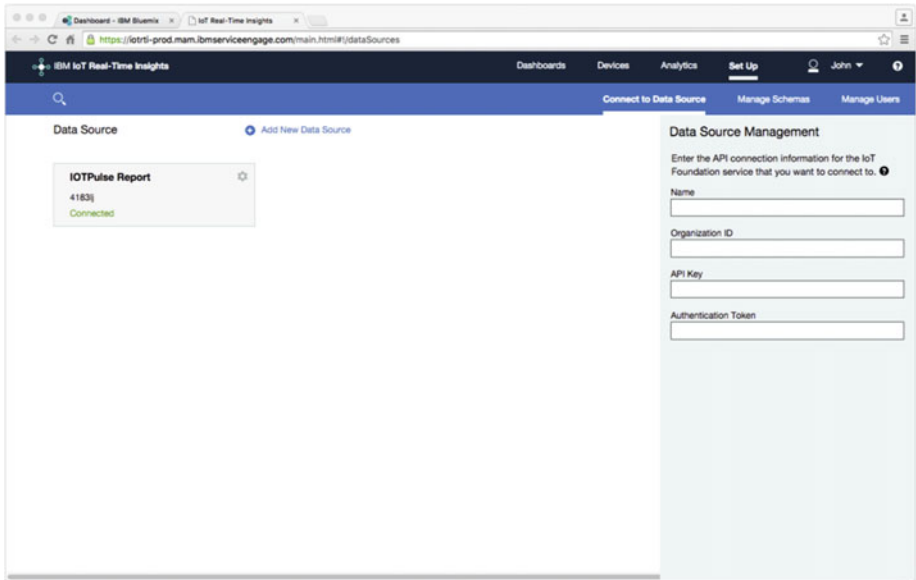 Dashboard - IBM Bluemix x IoT Real-Time Insights x
https://iotrti-prod.mam.ibmserviceengage.com/main.html#!/dataSources
IBM IoT Real-Time Insights Dashboards Devices Analytics Set Up John
Connect to Data Source Manage Schemas Manage Users
Data Source Add New Data Source
IOTPulse Report
4183lj
Connected
Data Source Management
Enter the API connection information for the IoT
Foundation service that you want to connect to.
Name
Organization ID
API Key
Authentication Token